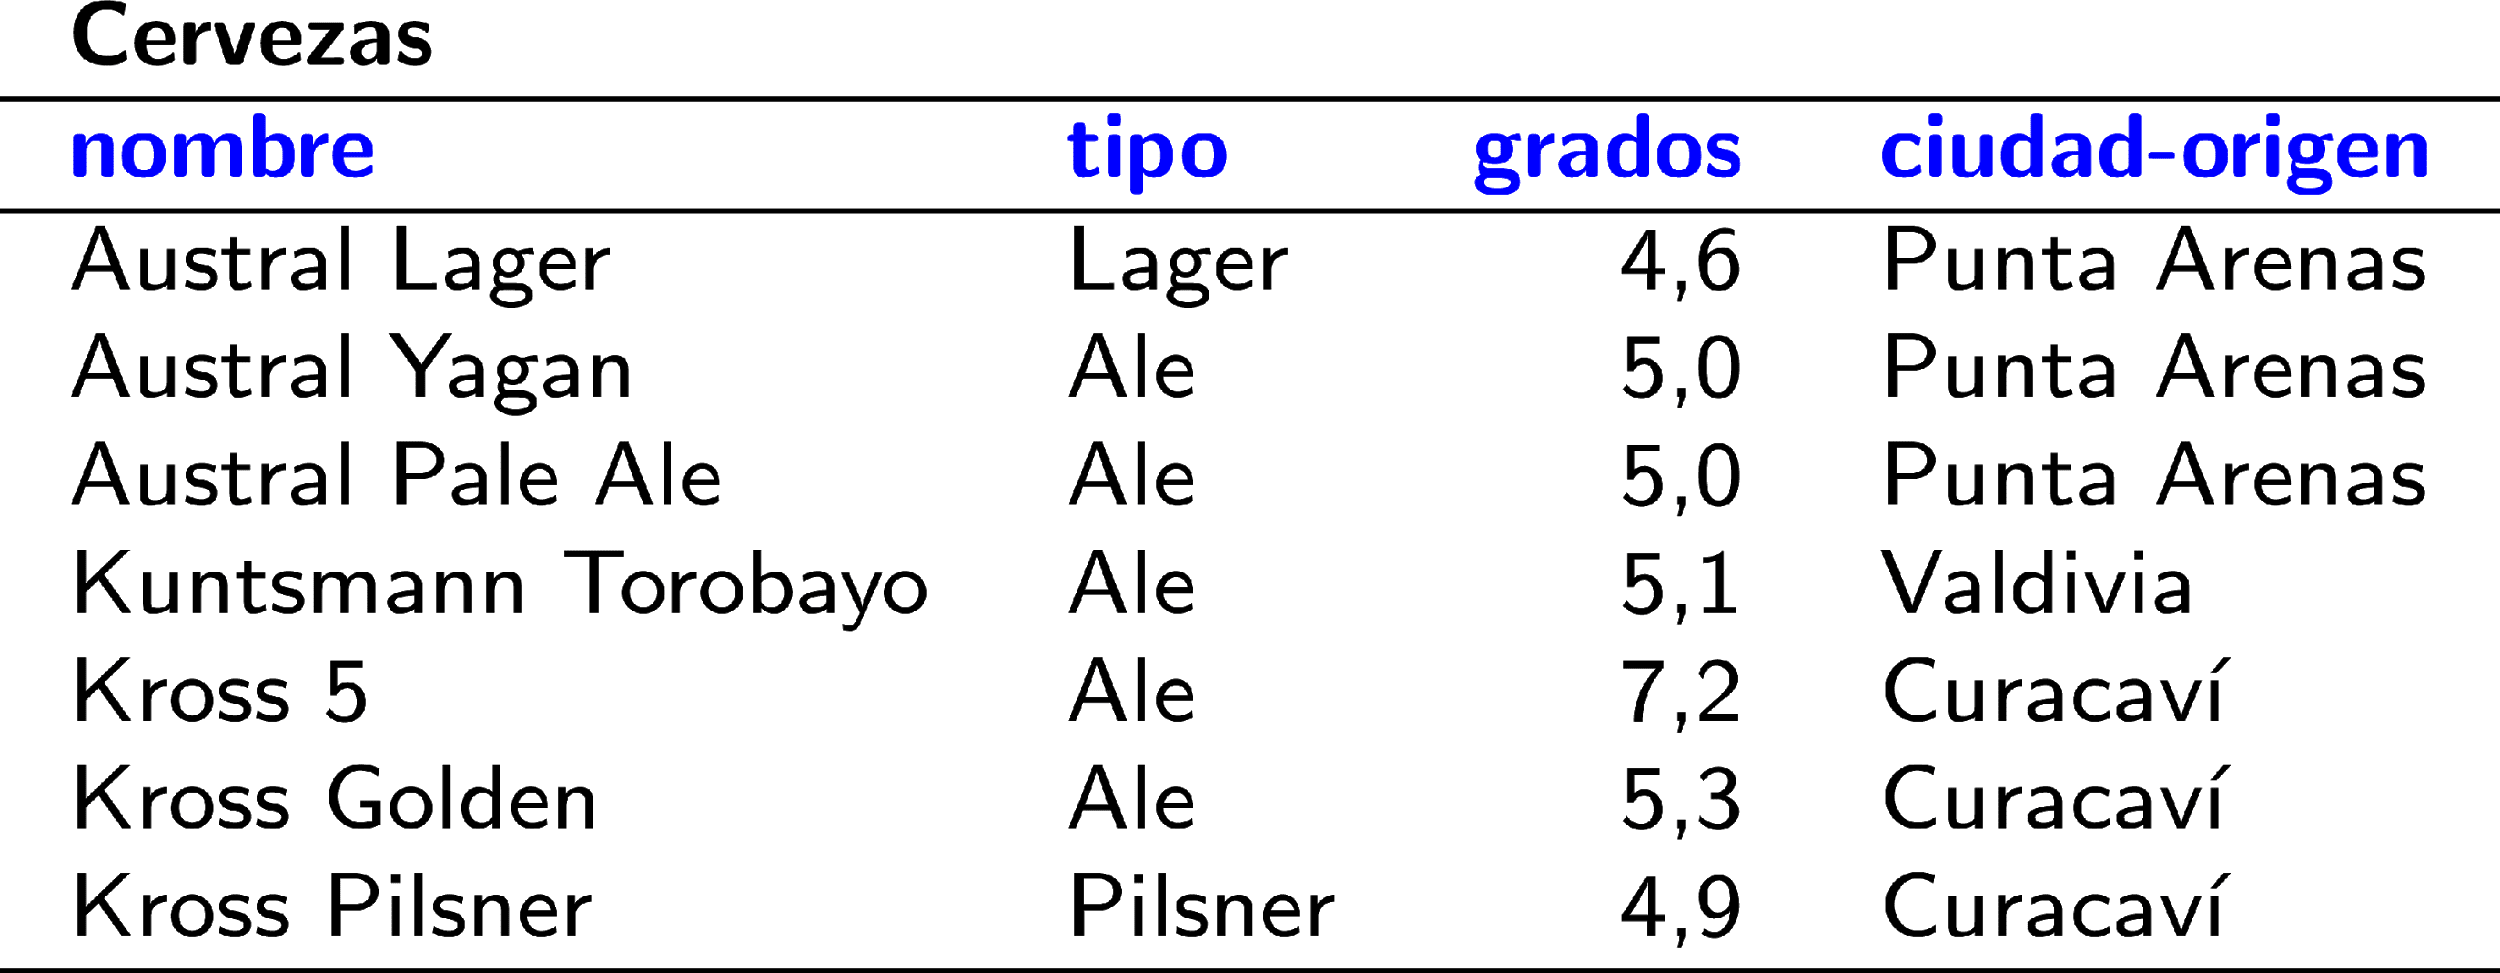 Cervezas
nombre tipo grados ciudad-origen
Austral Lager Lager 4,6 Punta Arenas
Austral Yagan Ale 5,0 Punta Arenas
Austral Pale Ale Ale 5,0 Punta Arenas
Kuntsmann Torobayo Ale 5,1 Valdivia
Kross 5 Ale 7,2 Curacaví
Kross Golden Ale 5,3 Curacaví
Kross Pilsner Pilsner 4,9 Curacaví